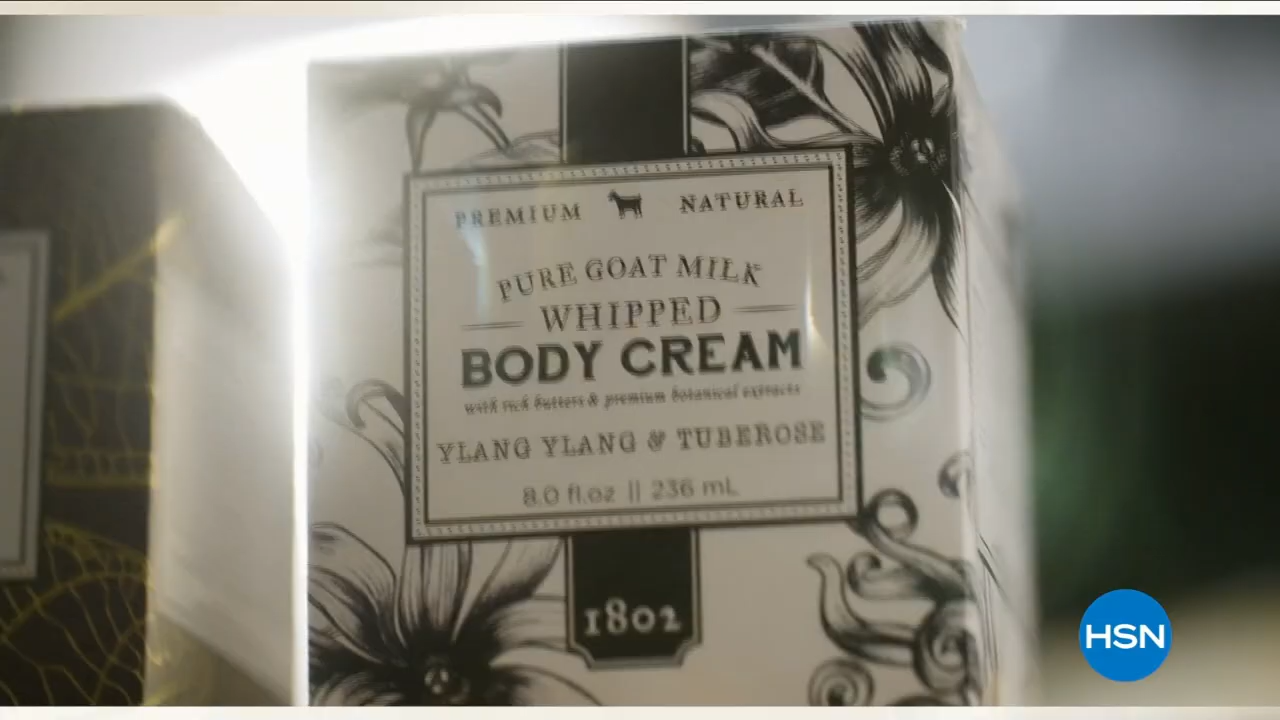 PREMIUM NATURAL
PURE GOAT MILK
WHIPPED
BODY CREAM
with rich butters & premium botanical extracts
YLANG YLANG & TUBEROSE
8.0 fl.oz || 236 mL
1802
HSN